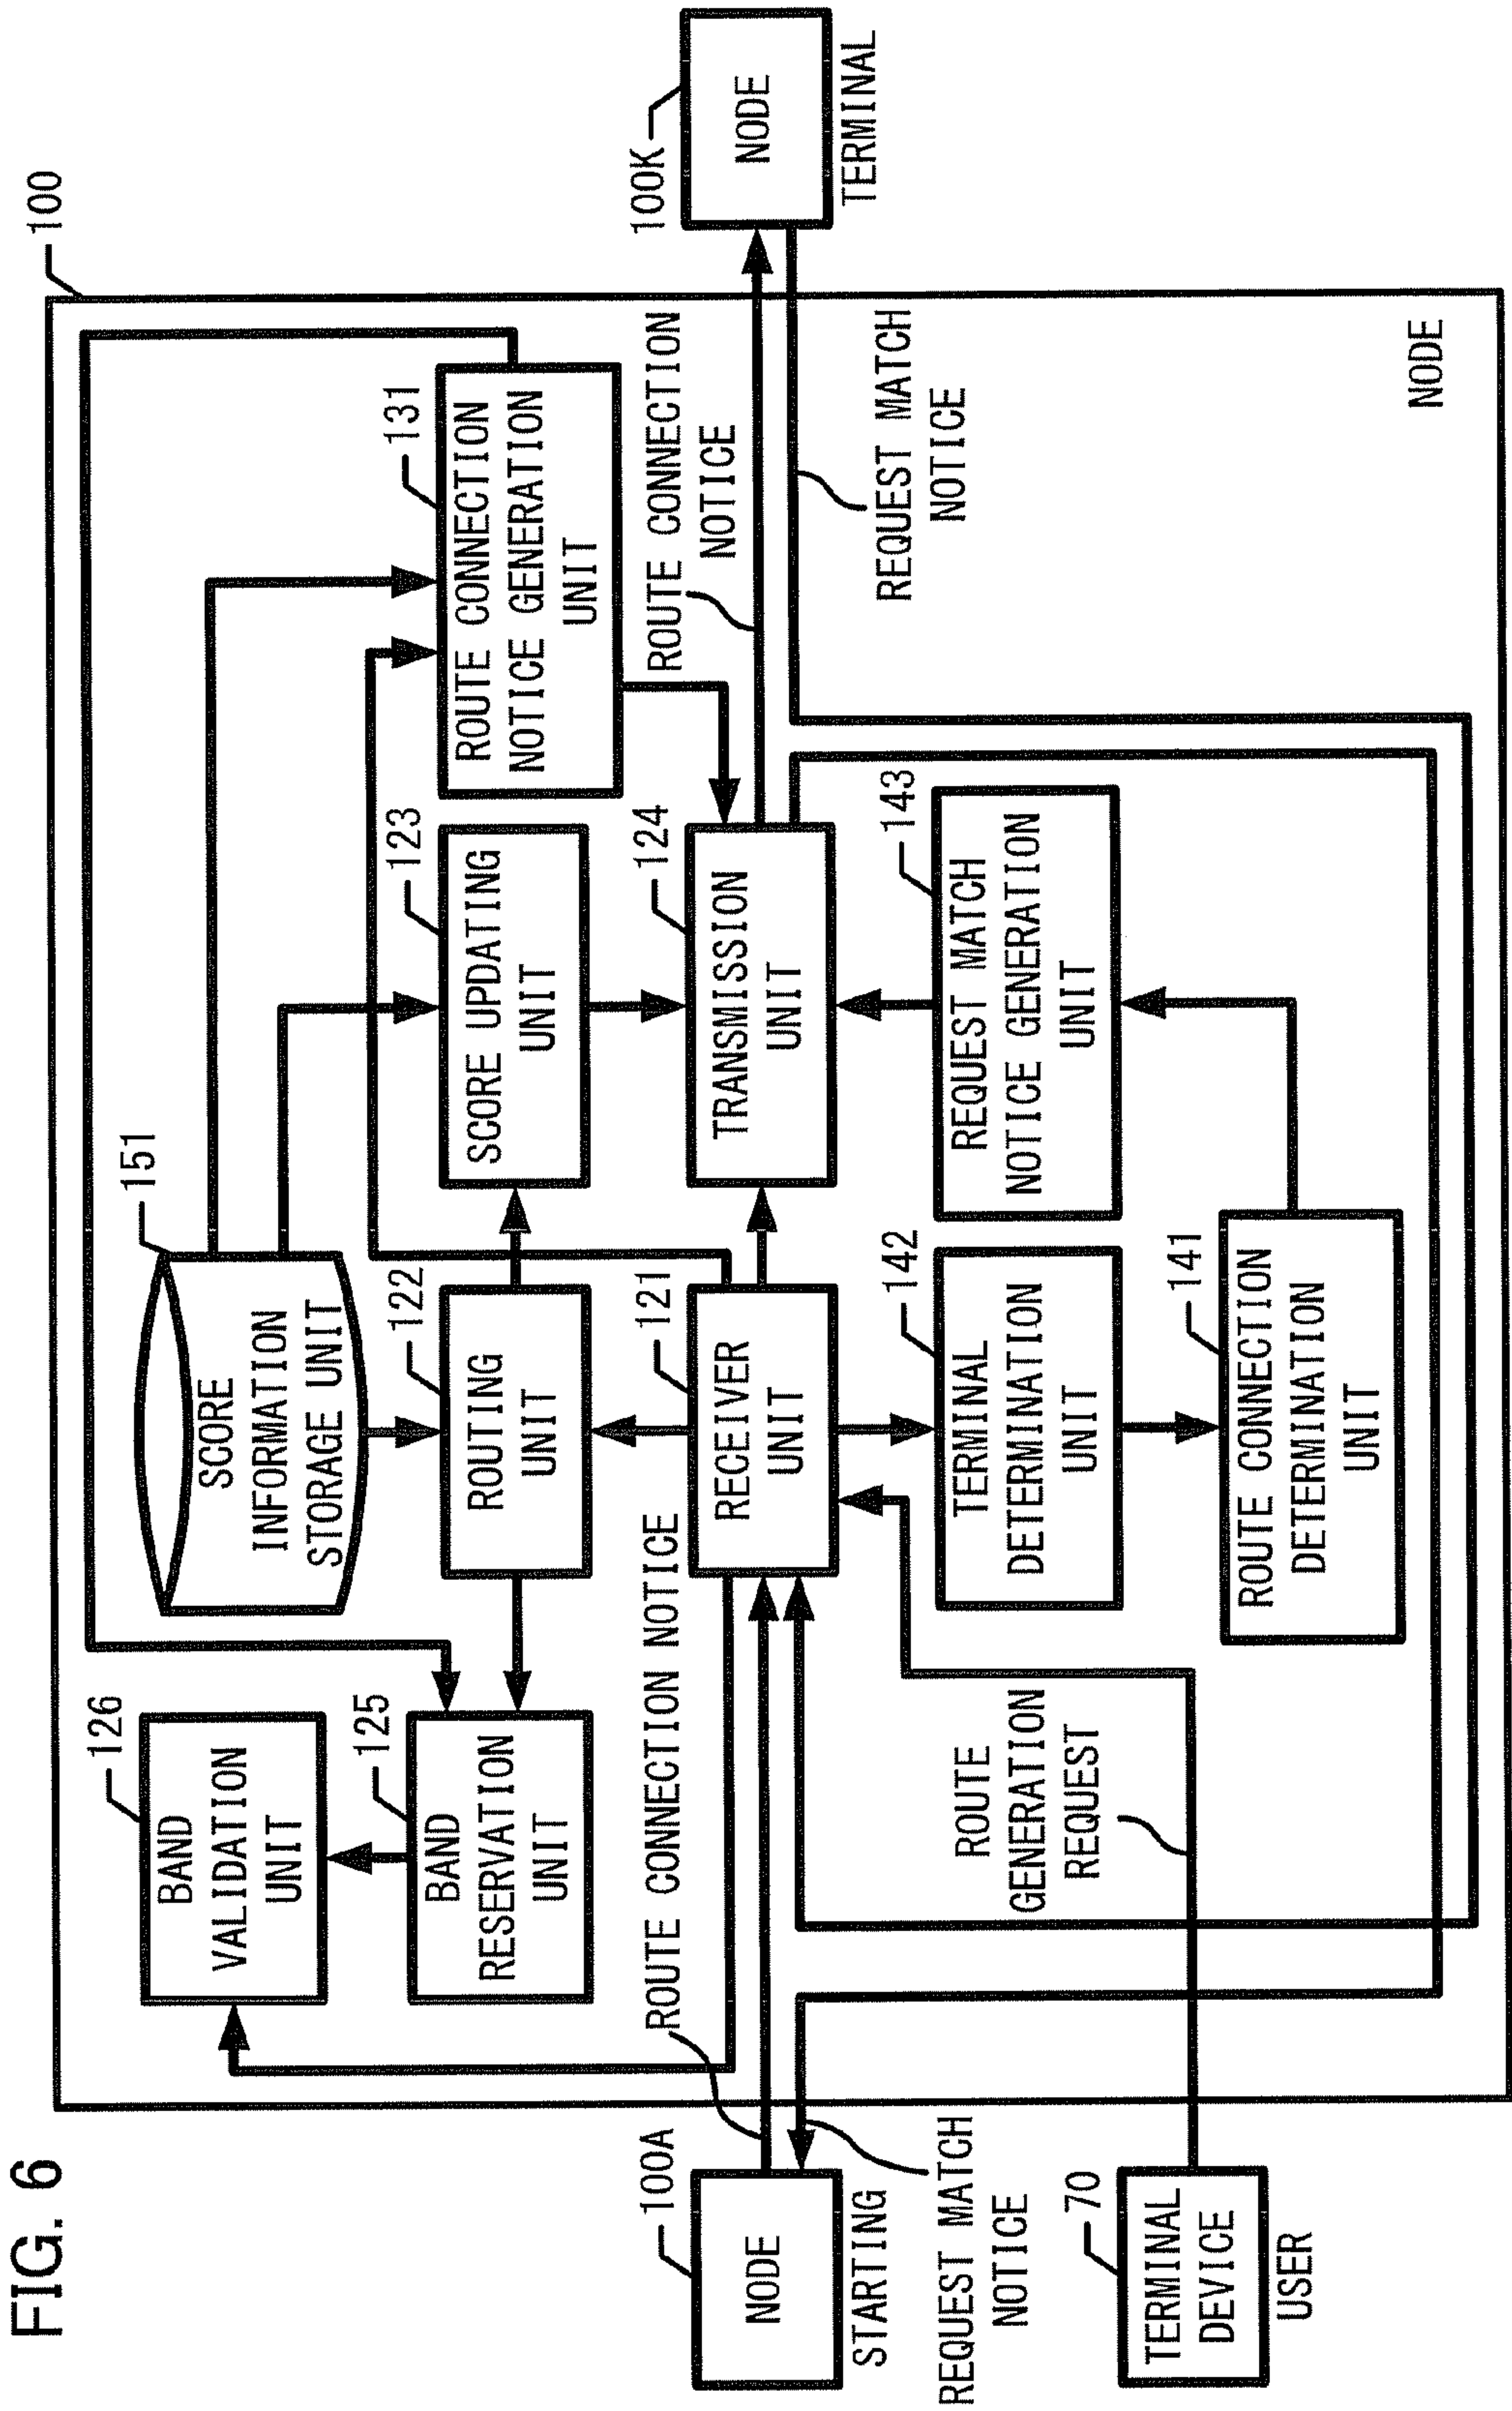 FIG. 6
100
151
126
BAND
VALIDATION
UNIT
SCORE
INFORMATION
STORAGE UNIT
125
BAND
RESERVATION
UNIT
122
ROUTING
UNIT
123
SCORE UPDATING
UNIT
131
ROUTE CONNECTION
NOTICE GENERATION
UNIT
100A
NODE
STARTING
ROUTE CONNECTION NOTICE
121
RECEIVER
UNIT
124
TRANSMISSION
UNIT
ROUTE CONNECTION
NOTICE
100K
NODE
TERMINAL
REQUEST MATCH
NOTICE
REQUEST MATCH
NOTICE
142
TERMINAL
DETERMINATION
UNIT
143
REQUEST MATCH
NOTICE GENERATION
UNIT
70
TERMINAL
DEVICE
USER
ROUTE
GENERATION
REQUEST
141
ROUTE CONNECTION
DETERMINATION
UNIT
NODE